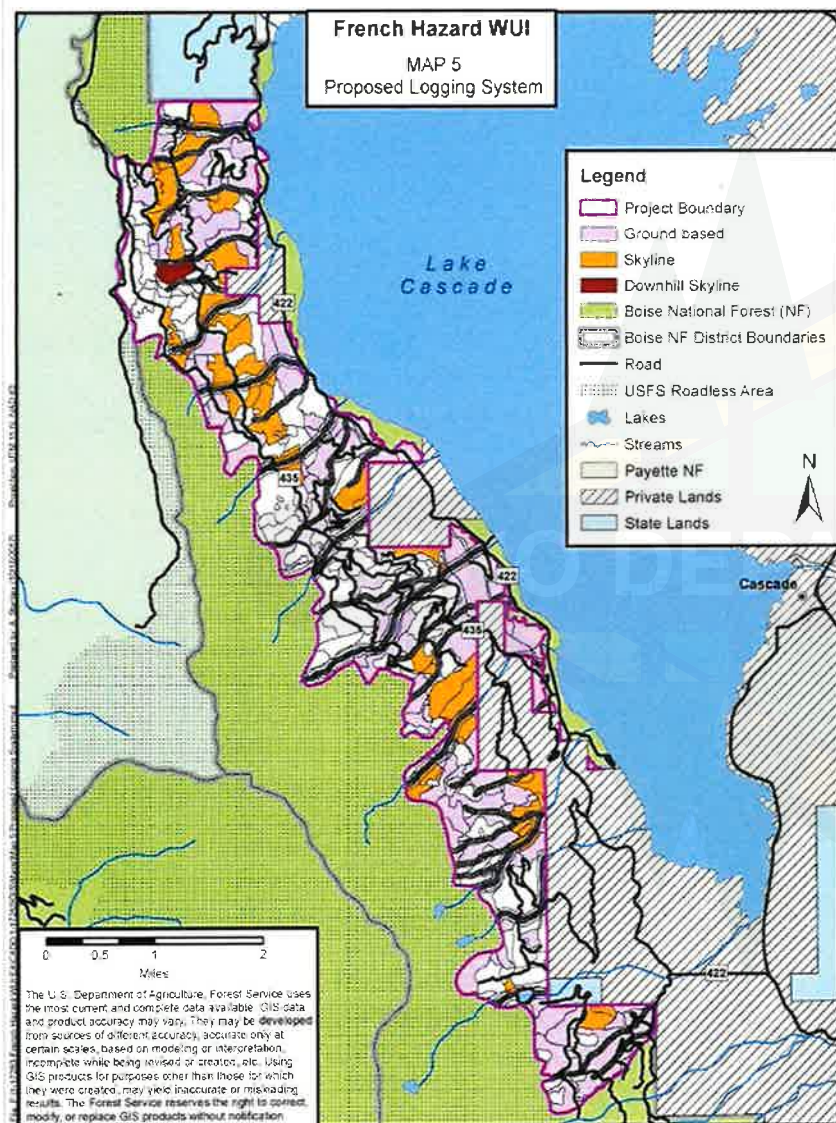 French Hazard WUI
MAP 5
Proposed Logging System
Legend
Project Boundary
Ground based
Skyline
Downhill Skyline
Boise National Forest (NF)
Boise NF District Boundaries
Road
USFS Roadless Area
Lakes
Streams
Payette NF
Private Lands
State Lands
N
Lake
Cascade
422
435
422
Cascade
435
422
0 0.5 1 2
Miles
The U.S. Department of Agriculture, Forest Service uses
the most current and complete data available. GIS data
and product accuracy may vary. They may be developed
from sources of different accuracy, accurate only at
certain scales, based on modeling or interpretation,
incomplete while being revised or created, etc. Using
GIS products for purposes other than those for which
they were created, may yield inaccurate or misleading
results. The Forest Service reserves the right to correct,
modify, or replace GIS products without notification